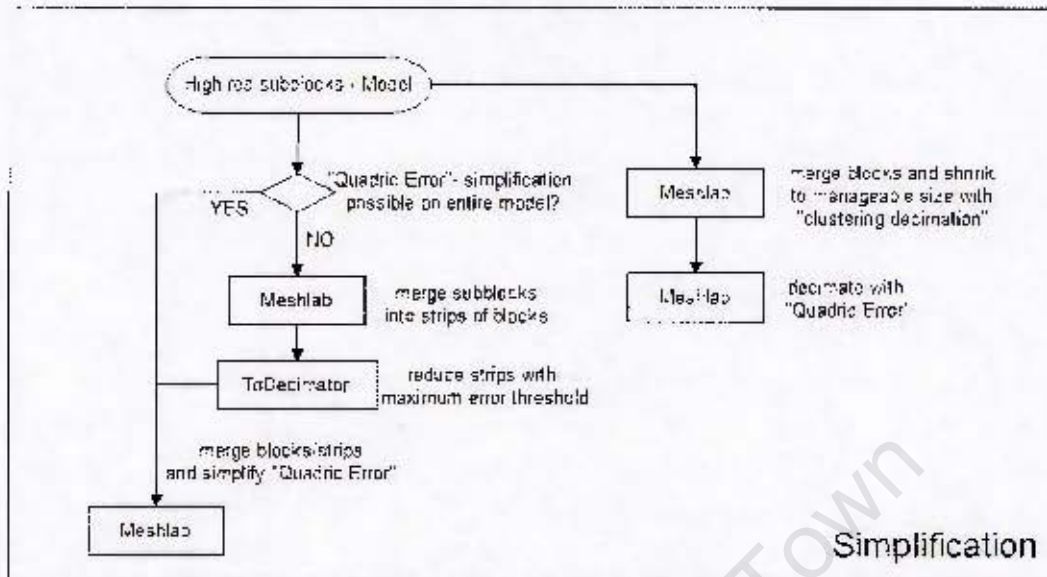 High res subblocks - Model
"Quadric Error"- simplification
possible on entire model?
YES
NO
Meshlab
merge subblocks
into strips of blocks
TriDecimator
reduce strips with
maximum error threshold
merge blocks/strips
and simplify "Quadric Error"
Meshlab
Meshlab
merge blocks and shrink
to manageable size with
"clustering decimation"
Meshlab
decimate with
"Quadric Error"
Simplification
Town